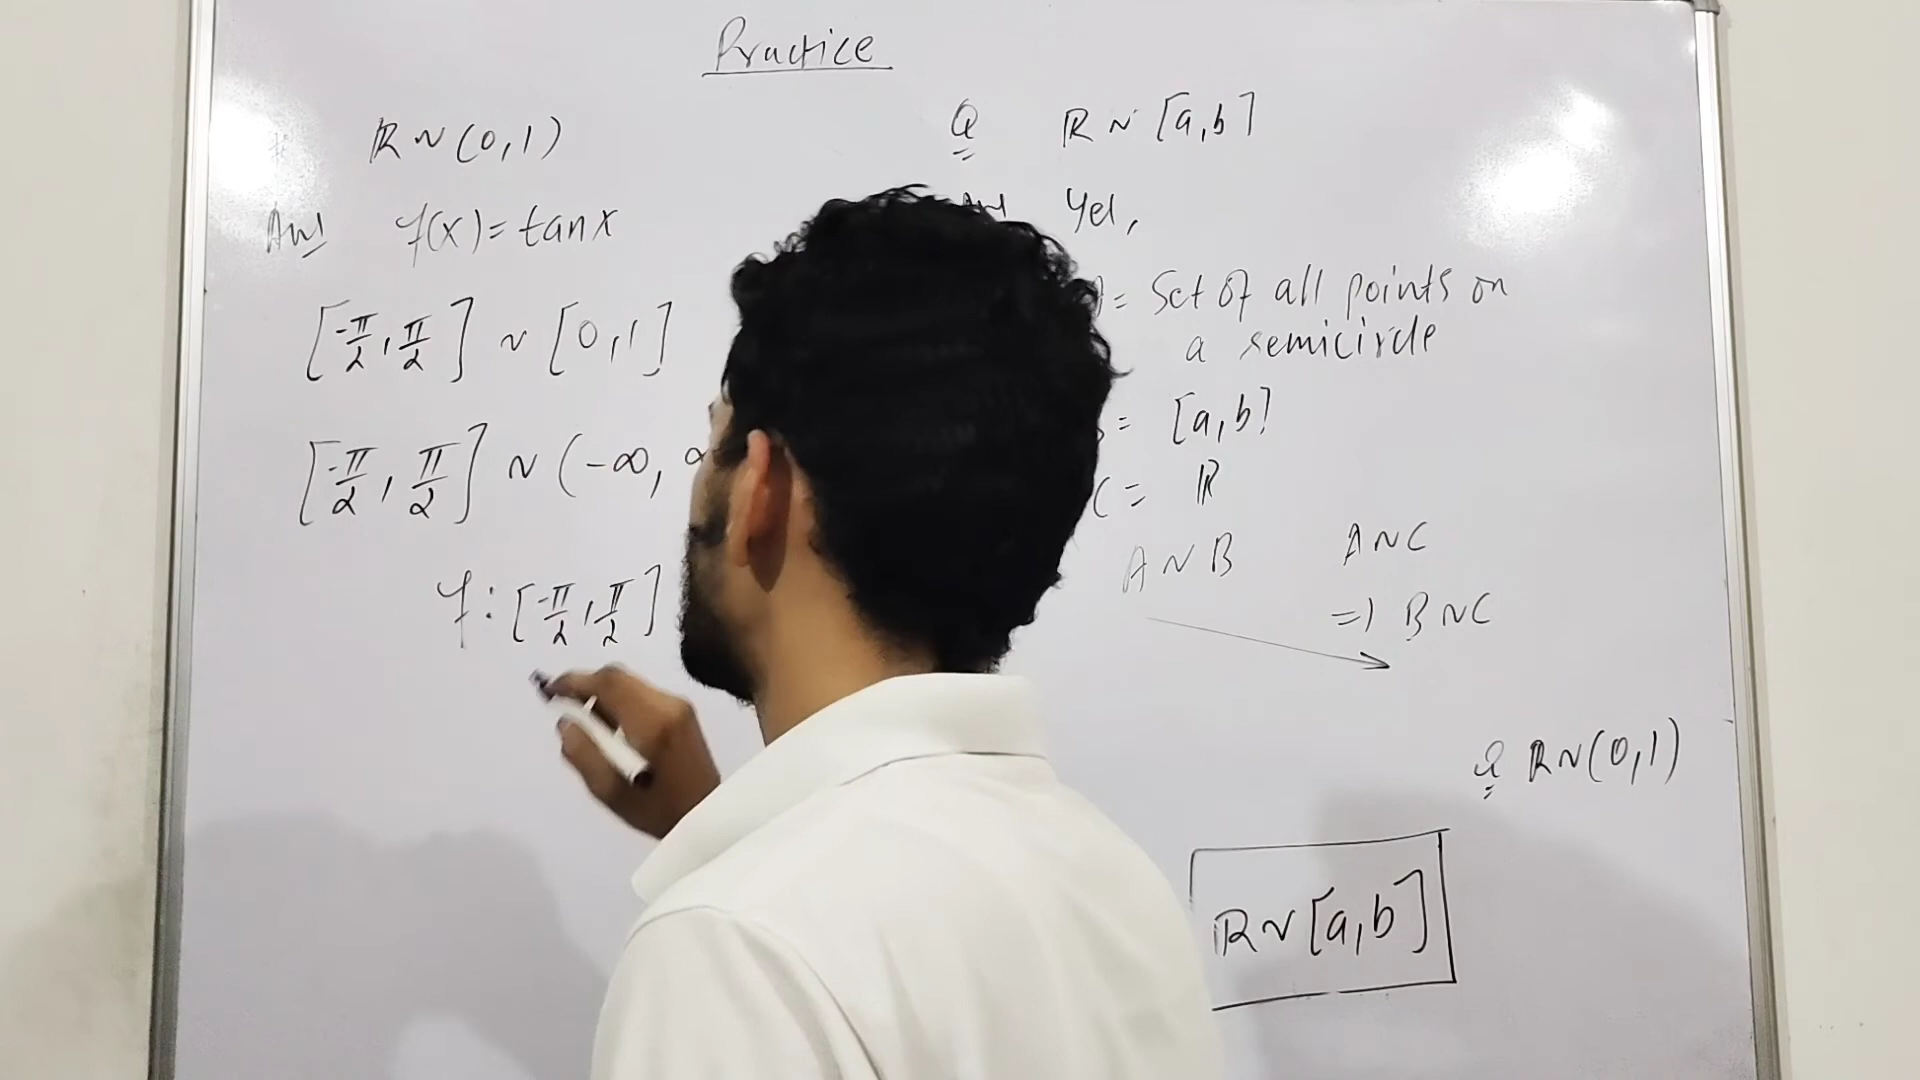 Practice
R ~ (0,1)
Ans f(x) = tanx
[-π/2, π/2] ~ [0,1]
[-π/2, π/2] ~ (-∞, ∞
f: [-π/2, π/2]
Q R ~ [a,b]
Yes,
= Set of all points on
a semicircle
= [a,b]
C = R
A ~ B A ~ C
=) B ~ C
Q R ~ (0,1)
R ~ [a,b]